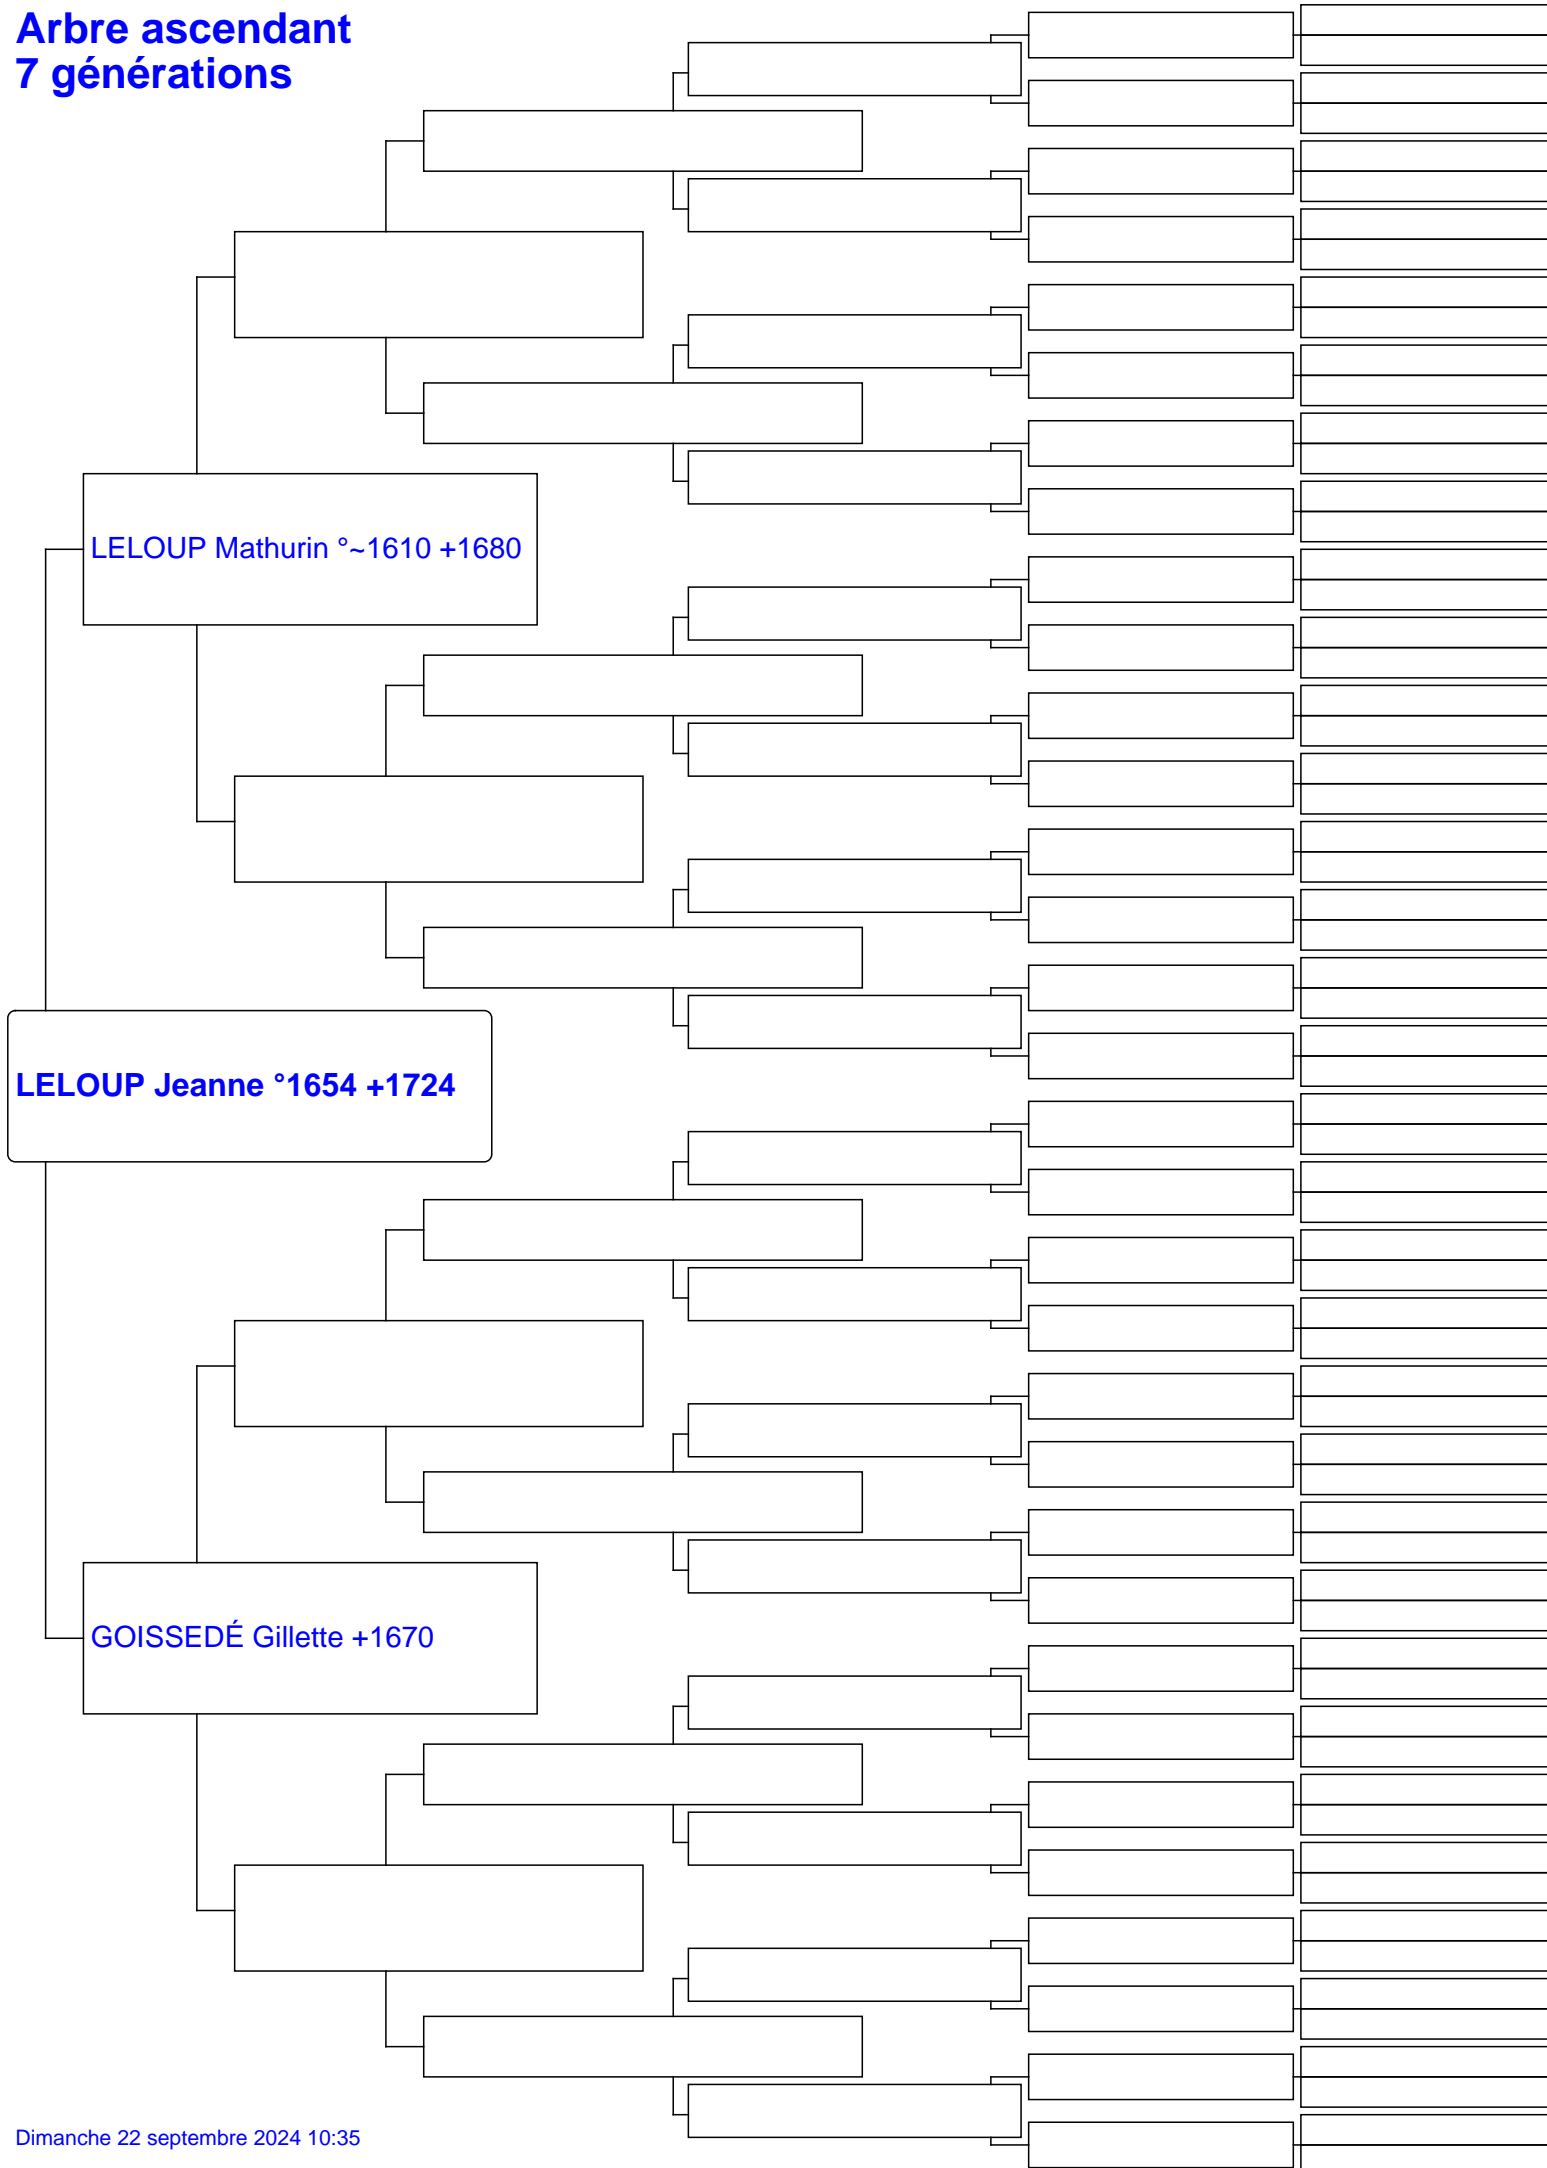 Arbre ascendant
7 générations
LELOUP Mathurin °~1610 +1680
LELOUP Jeanne °1654 +1724
GOISSEDÉ Gillette +1670
Dimanche 22 septembre 2024 10:35